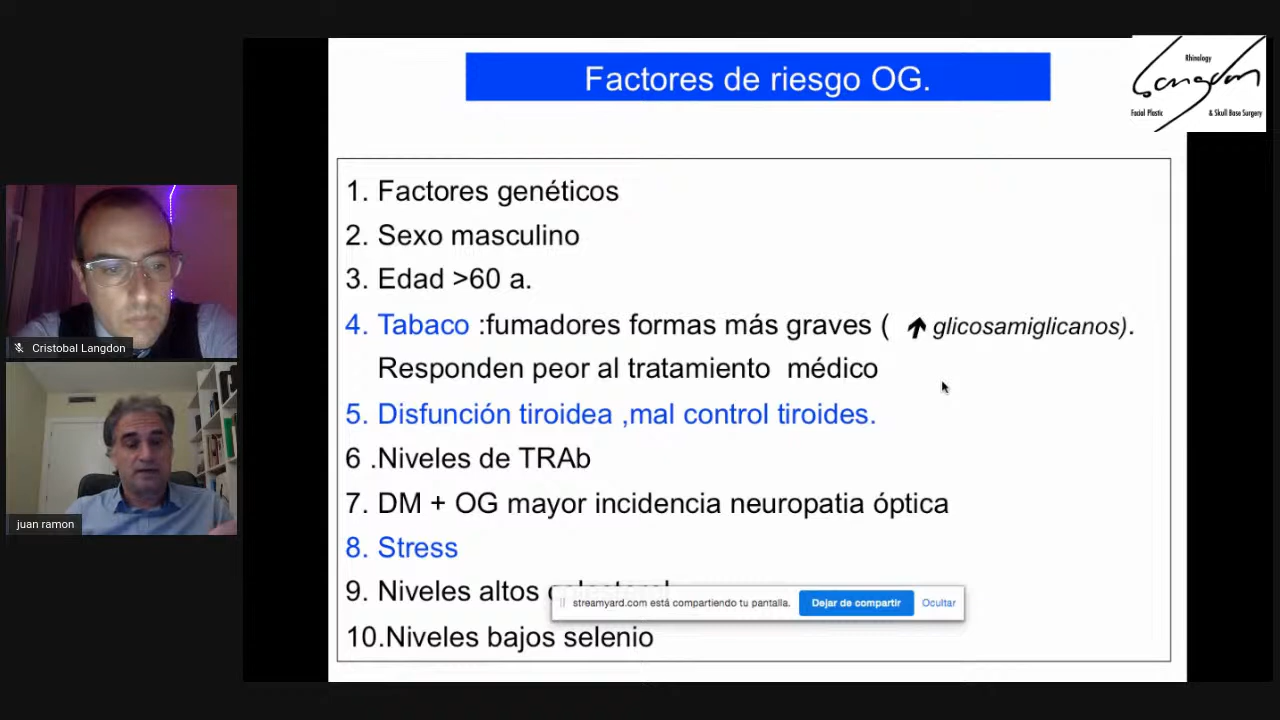 Factores de riesgo OG.
Rhinology
Langdon
Facial Plastic & Skull Base Surgery
1. Factores genéticos
2. Sexo masculino
3. Edad >60 a.
4. Tabaco :fumadores formas más graves ( glicosamiglicanos).
Responden peor al tratamiento médico
5. Disfunción tiroidea ,mal control tiroides.
6 .Niveles de TRAb
7. DM + OG mayor incidencia neuropatia óptica
8. Stress
9. Niveles altos
streamyard.com está compartiendo tu pantalla. Dejar de compartir Ocultar
10.Niveles bajos selenio
Cristobal Langdon
juan ramon